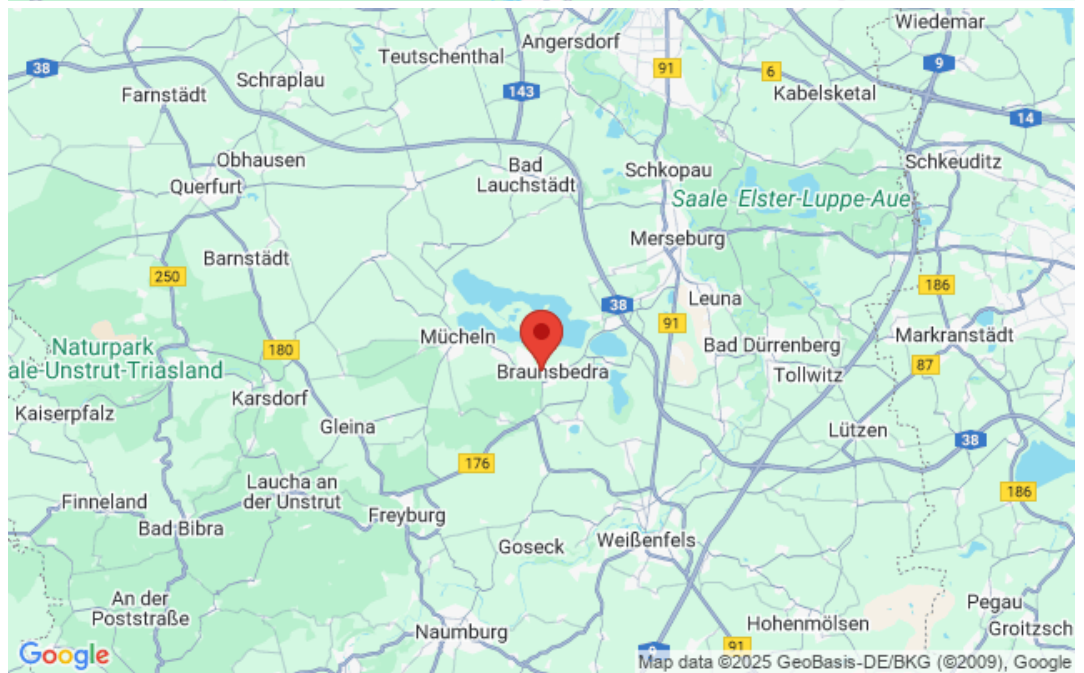 Wiedemar
Angersdorf
Teutschenthal
38
91
6
9
Schraplau
143
Kabelsketal
Farnstädt
14
Obhausen
Bad
Lauchstädt
Schkopau
Schkeuditz
Querfurt
Saale Elster-Luppe-Aue
Merseburg
Barnstädt
250
186
Leuna
38
91
Mücheln
Markranstädt
Naturpark
ale-Unstrut-Triasland
180
Bad Dürrenberg
87
Braunsbedra
Tollwitz
Karsdorf
Kaiserpfalz
Gleina
Lützen
38
176
Laucha an
der Unstrut
186
Finneland
Freyburg
Bad Bibra
Goseck
Weißenfels
An der
Poststraße
Pegau
Hohenmölsen
Groitzsch
Naumburg
91
9
Google
Map data ©2025 GeoBasis-DE/BKG (©2009), Google